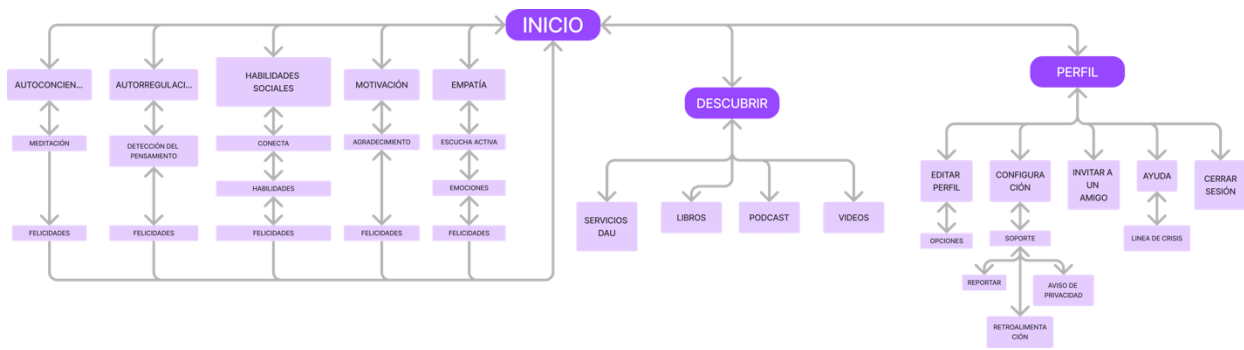 INICIO
AUTOCONCIEN...
AUTORREGULACI...
HABILIDADES
SOCIALES
MOTIVACIÓN
EMPATÍA
DESCUBRIR
PERFIL
MEDITACIÓN
DETECCIÓN DEL
PENSAMIENTO
CONECTA
AGRADECIMIENTO
ESCUCHA ACTIVA
HABILIDADES
EMOCIONES
FELICIDADES
FELICIDADES
FELICIDADES
FELICIDADES
FELICIDADES
SERVICIOS
DAU
LIBROS
PODCAST
VIDEOS
EDITAR
PERFIL
CONFIGURA
CIÓN
INVITAR A
UN
AMIGO
AYUDA
CERRAR
SESIÓN
OPCIONES
SOPORTE
LINEA DE CRISIS
REPORTAR
AVISO DE
PRIVACIDAD
RETROALIMENTA
CIÓN